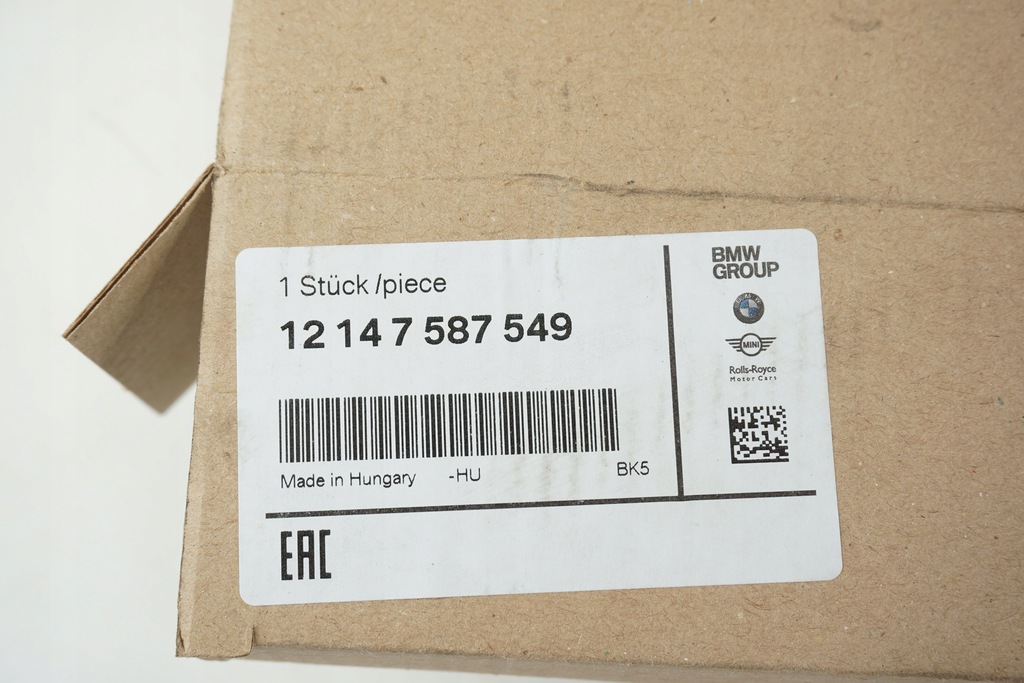 1 Stück /piece
12 14 7 587 549
Made in Hungary -HU BK5
EAC
BMW
GROUP
MINI
Rolls-Royce
Motor Cars